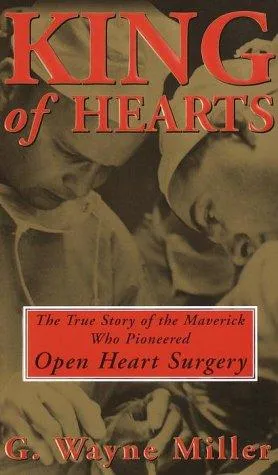 KING
of HEARTS
The True Story of the Maverick
Who Pioneered
Open Heart Surgery
G. Wayne Miller